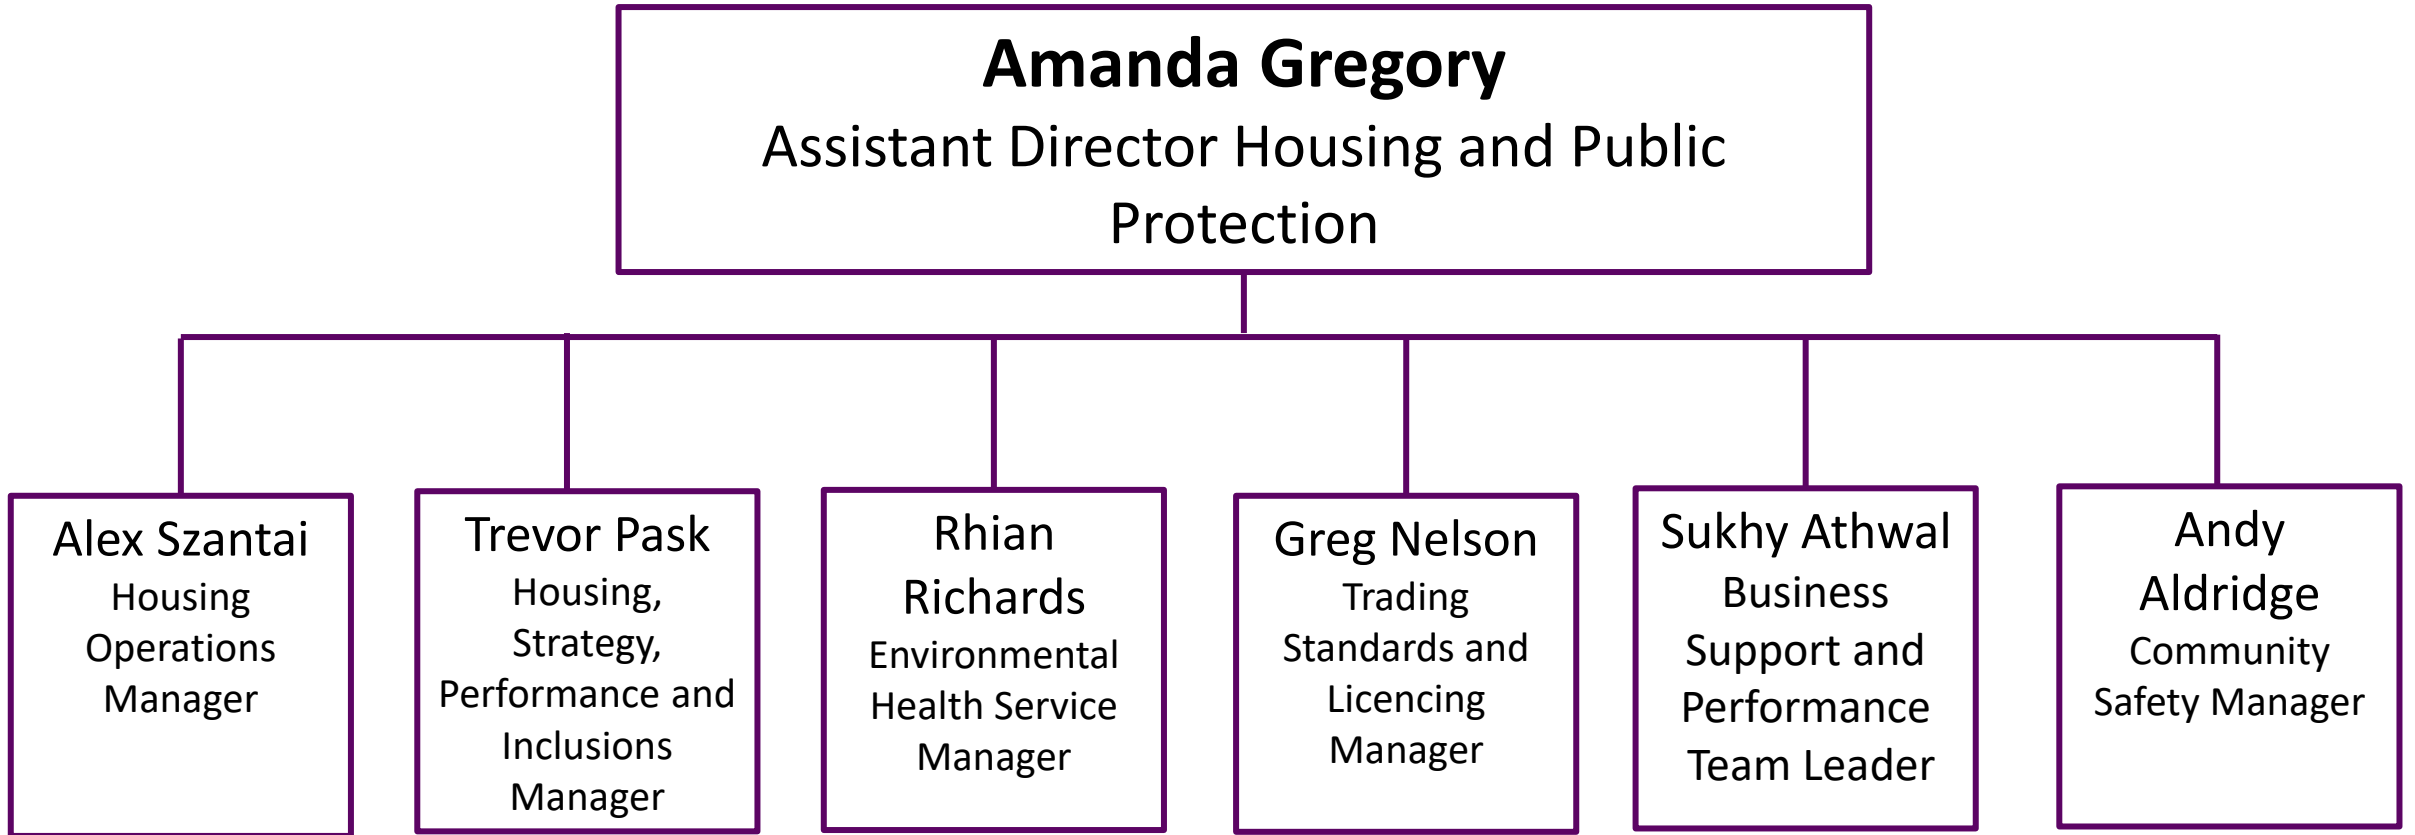 Amanda Gregory
Assistant Director Housing and Public
Protection
Alex Szantai
Housing
Operations
Manager
Trevor Pask
Housing,
Strategy,
Performance and
Inclusions
Manager
Rhian
Richards
Environmental
Health Service
Manager
Greg Nelson
Trading
Standards and
Licencing
Manager
Sukhy Athwal
Business
Support and
Performance
Team Leader
Andy
Aldridge
Community
Safety Manager